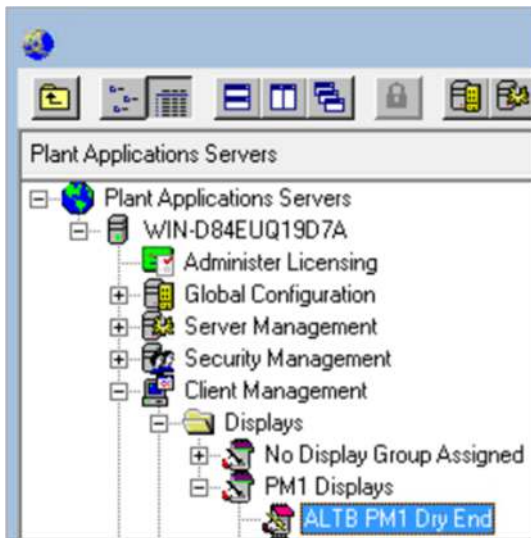 Plant Applications Servers
Plant Applications Servers
WIN-D84EUQ19D7A
Administer Licensing
Global Configuration
Server Management
Security Management
Client Management
Displays
No Display Group Assigned
PM1 Displays
ALTB PM1 Dry End